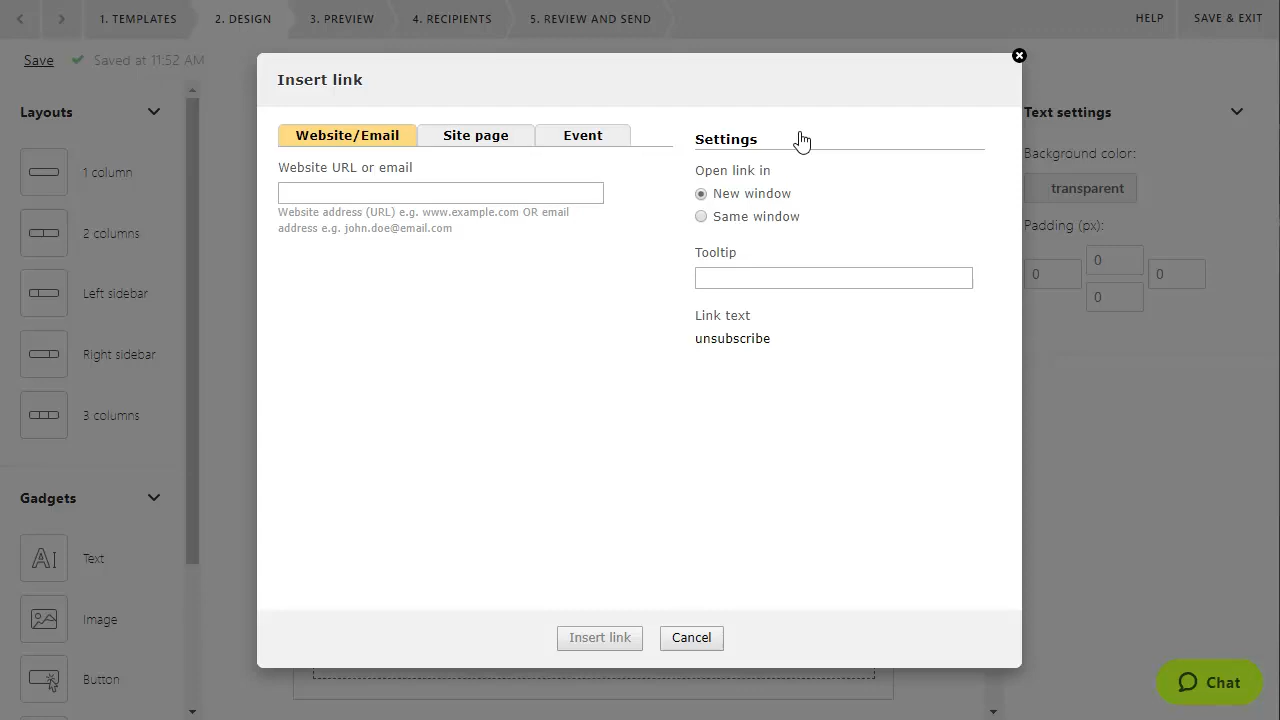 1. TEMPLATES
2. DESIGN
3. PREVIEW
4. RECIPIENTS
5. REVIEW AND SEND
HELP
SAVE & EXIT
Save
Saved at 11:52 AM
Layouts
1 column
2 columns
Left sidebar
Right sidebar
3 columns
Gadgets
Text
Image
Button
Insert link
Website/Email
Site page
Event
Website URL or email
Website address (URL) e.g. www.example.com OR email
address e.g. john.doe@email.com
Settings
Open link in
New window
Same window
Tooltip
Link text
unsubscribe
Insert link
Cancel
Text settings
Background color:
transparent
Padding (px):
0
0
0
0
Chat